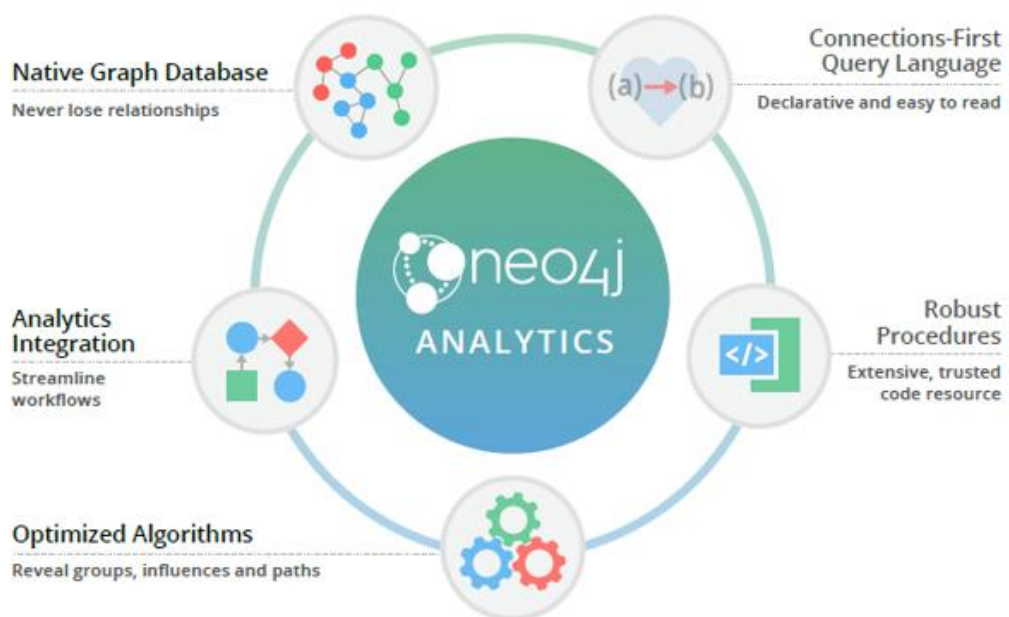 Native Graph Database
Never lose relationships
Connections-First
Query Language
Declarative and easy to read
(a)→(b)
neo4j
ANALYTICS
Analytics
Integration
Streamline
workflows
Robust
Procedures
</>
Extensive, trusted
code resource
Optimized Algorithms
Reveal groups, influences and paths